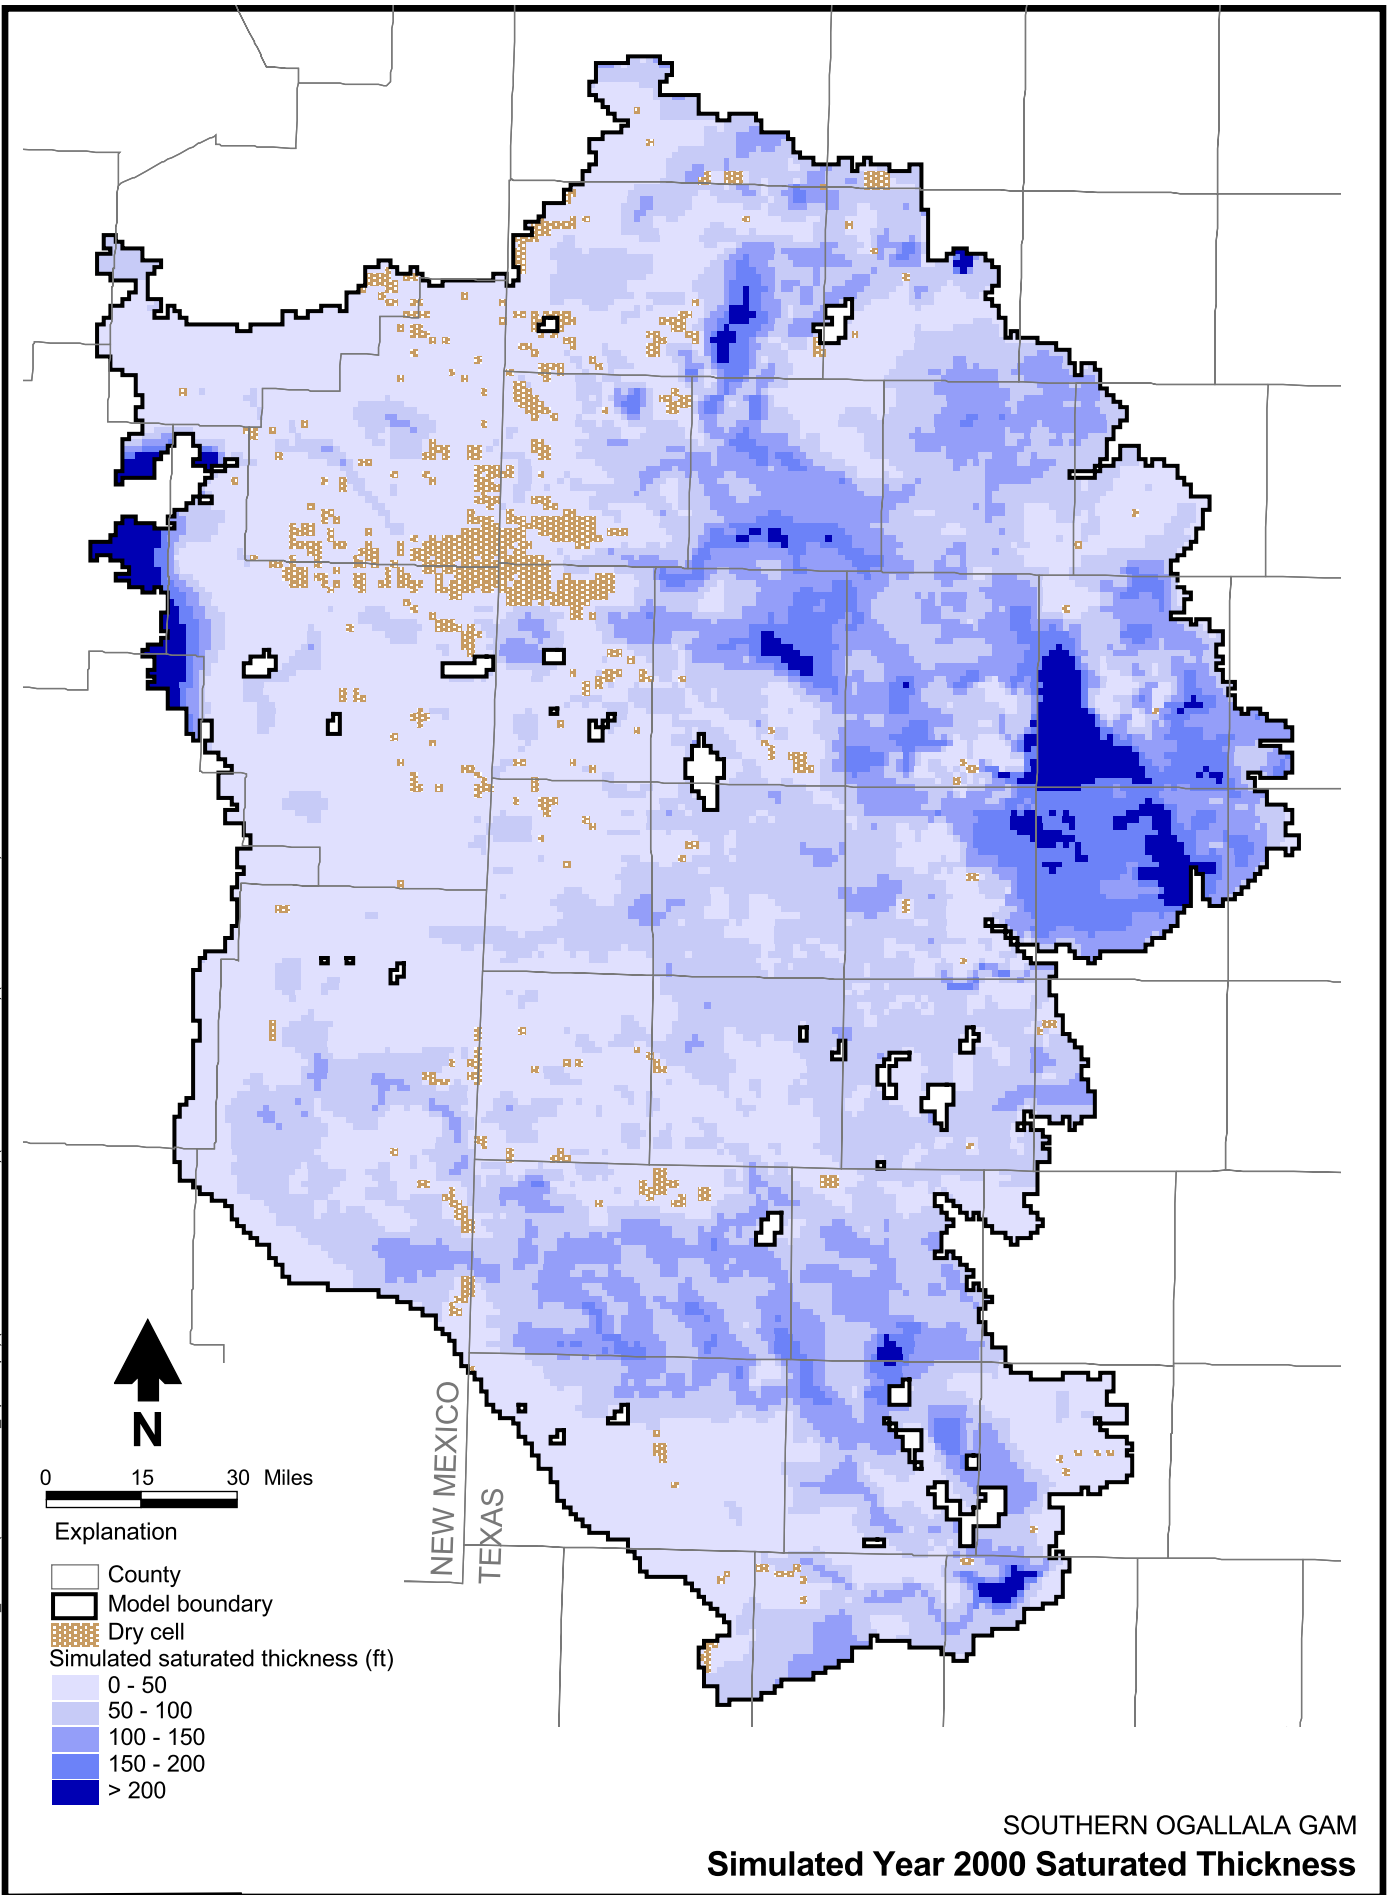 NEW MEXICO
TEXAS
N
0 15 30 Miles
Explanation
County
Model boundary
Dry cell
Simulated saturated thickness (ft)
0 - 50
50 - 100
100 - 150
150 - 200
> 200
SOUTHERN OGALLALA GAM
Simulated Year 2000 Saturated Thickness